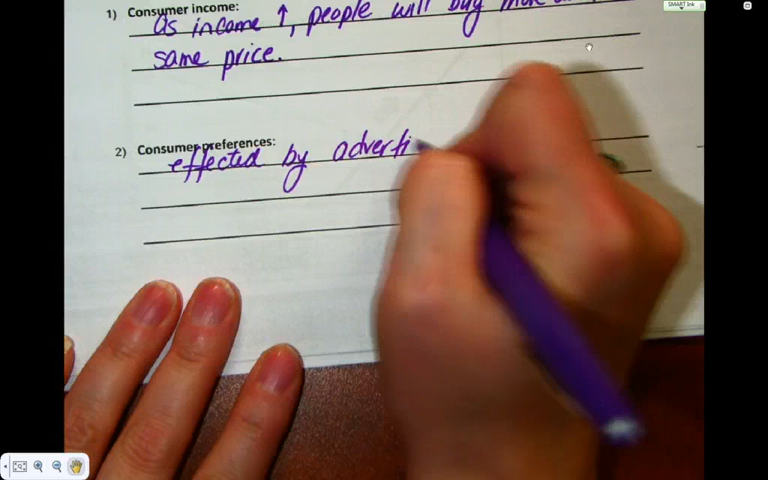 SMART Ink
1) Consumer income:
As income ↑, people will buy
same price.
2) Consumer preferences:
effected by adverti